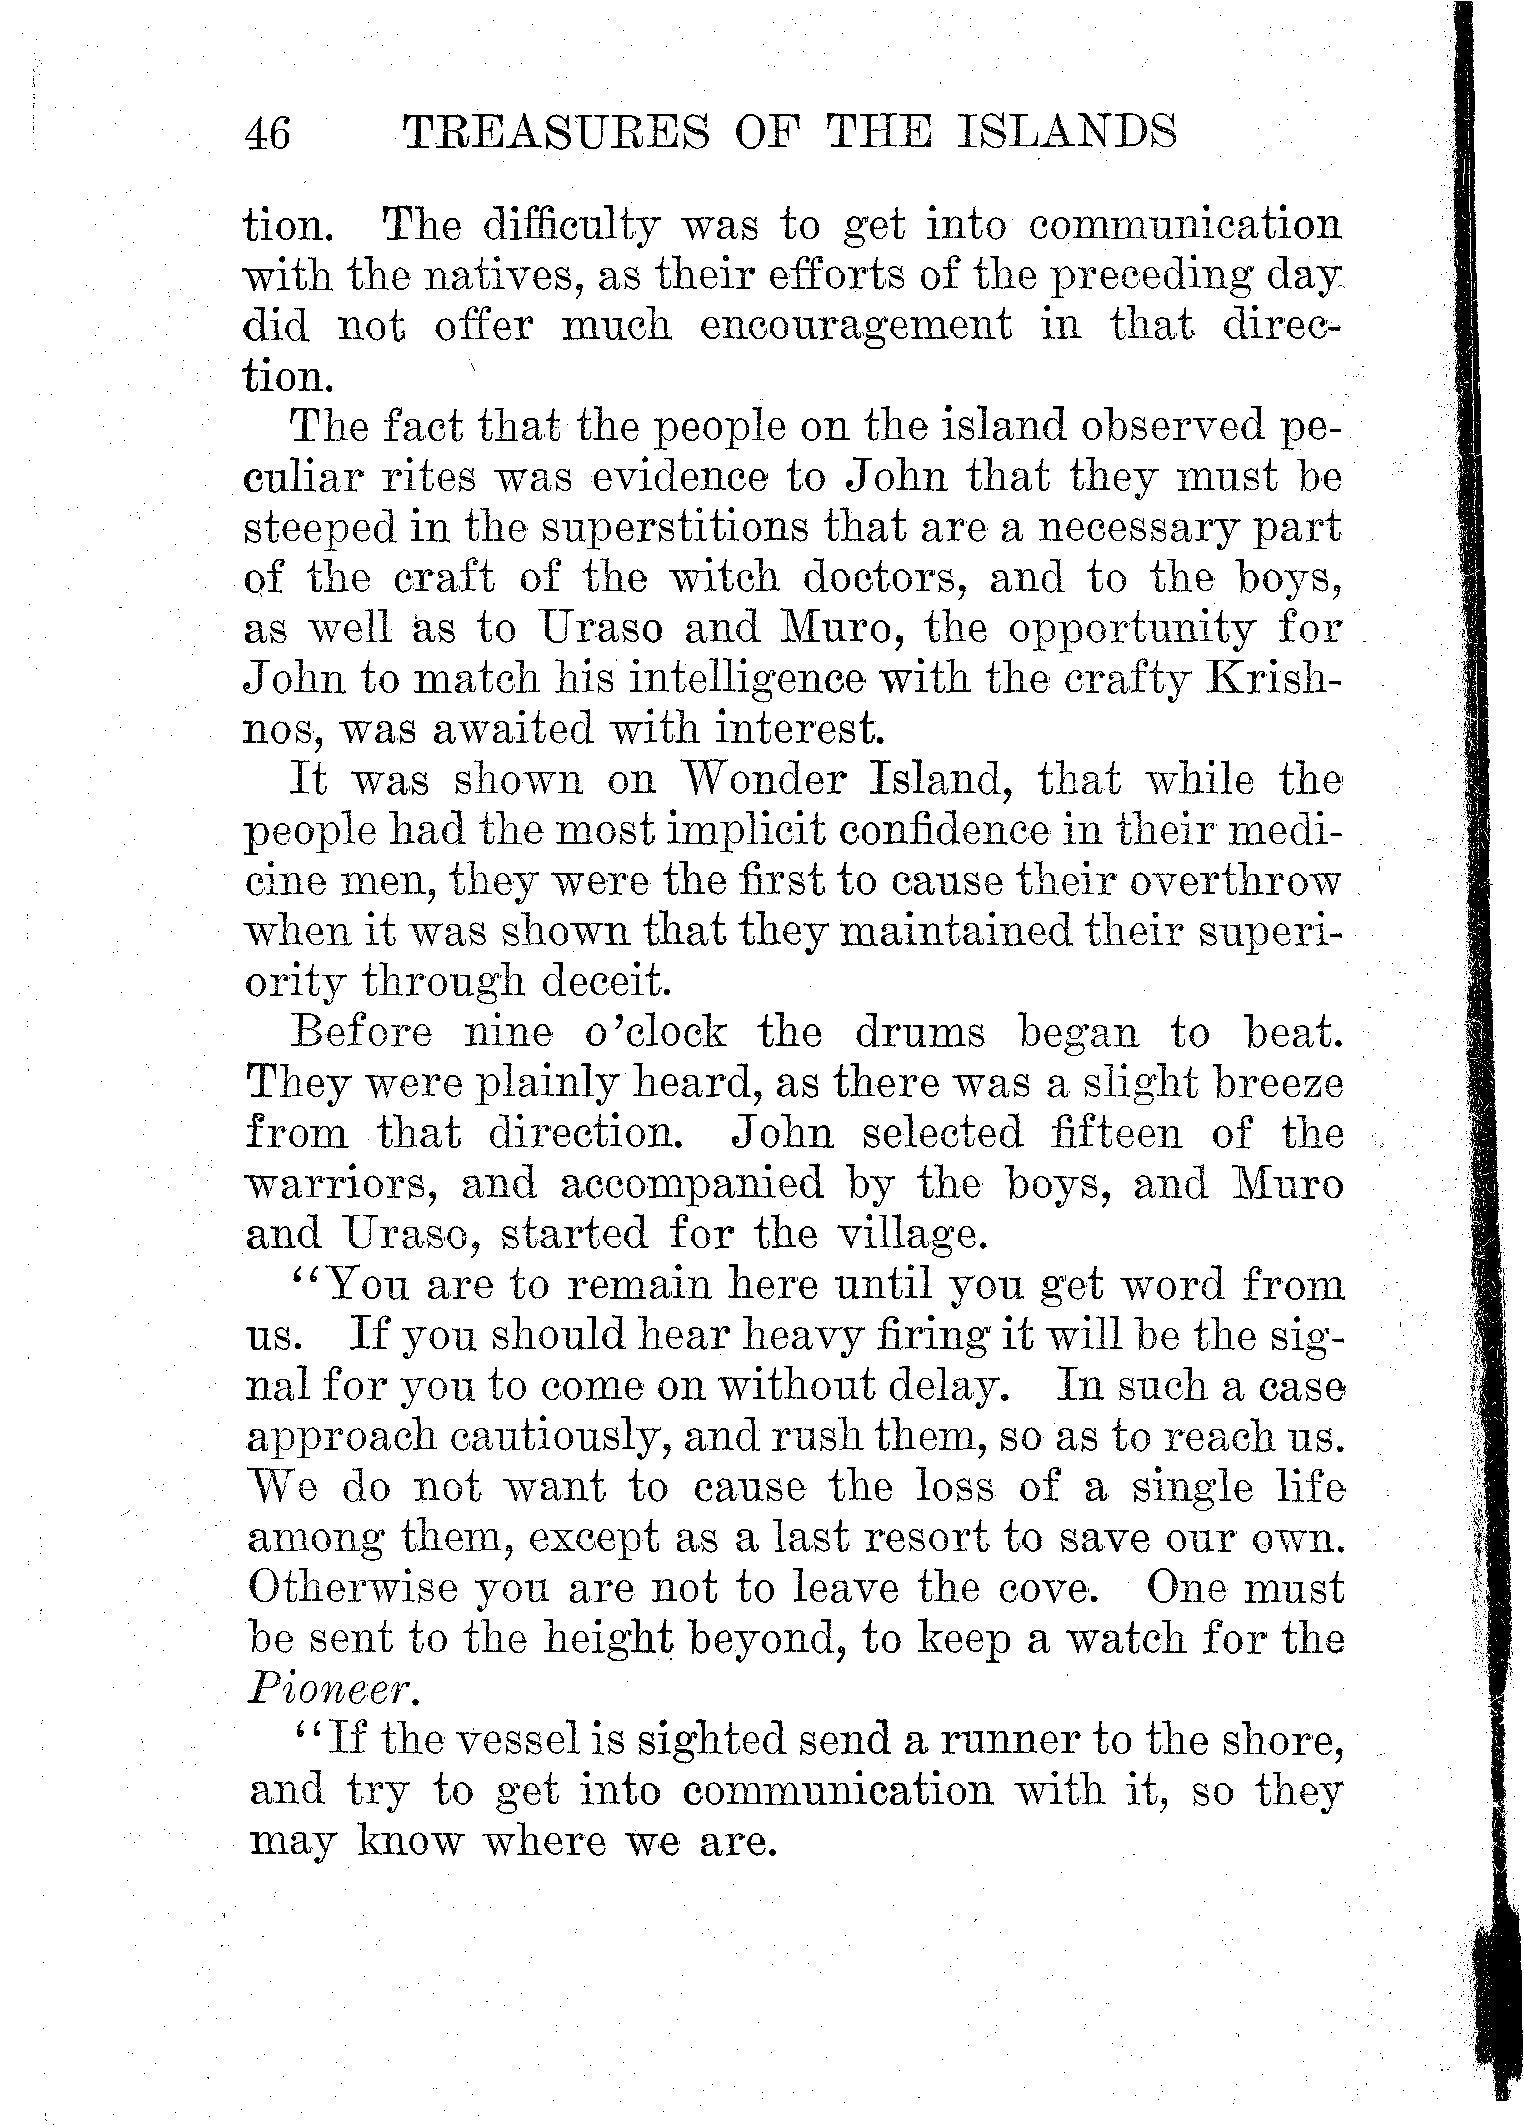 46 TREASURES OF THE ISLANDS
tion. The difficulty was to get into communication
with the natives, as their efforts of the preceding day
did not offer much encouragement in that direc-
tion.
The fact that the people on the island observed pe-
culiar rites was evidence to John that they must be
steeped in the superstitions that are a necessary part
of the craft of the witch doctors, and to the boys,
as well as to Uraso and Muro, the opportunity for
John to match his intelligence with the crafty Krish-
nos, was awaited with interest.
It was shown on Wonder Island, that while the
people had the most implicit confidence in their medi-
cine men, they were the first to cause their overthrow
when it was shown that they maintained their superi-
ority through deceit.
Before nine o'clock the drums began to beat.
They were plainly heard, as there was a slight breeze
from that direction. John selected fifteen of the
warriors, and accompanied by the boys, and Muro
and Uraso, started for the village.
"You are to remain here until you get word from
us. If you should hear heavy firing it will be the sig-
nal for you to come on without delay. In such a case
approach cautiously, and rush them, so as to reach us.
We do not want to cause the loss of a single life
among them, except as a last resort to save our own.
Otherwise you are not to leave the cove. One must
be sent to the height beyond, to keep a watch for the
Pioneer.
"If the vessel is sighted send a runner to the shore,
and try to get into communication with it, so they
may know where we are.